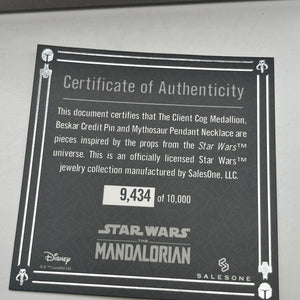 Certificate of Authenticity
This document certifies that The Client Cog Medallion,
Beskar Credit Pin and Mythosaur Pendant Necklace are
pieces inspired by the props from the Star Wars™
universe. This is an officially licensed Star Wars™
jewelry collection manufactured by SalesOne, LLC.
9,434 of 10,000
STAR WARS
THE
MANDALORIAN
Disney
SALESONE